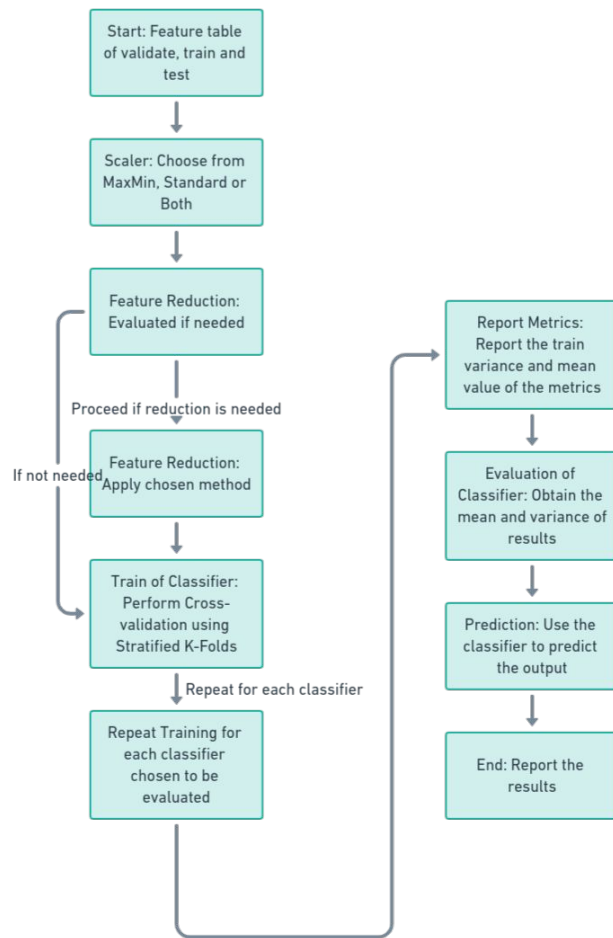 Start: Feature table
of validate, train and
test
Scaler: Choose from
MaxMin, Standard or
Both
Feature Reduction:
Evaluated if needed
Proceed if reduction is needed
If not needed
Feature Reduction:
Apply chosen method
Train of Classifier:
Perform Cross-
validation using
Stratified K-Folds
Repeat for each classifier
Repeat Training for
each classifier
chosen to be
evaluated
Report Metrics:
Report the train
variance and mean
value of the metrics
Evaluation of
Classifier: Obtain the
mean and variance of
results
Prediction: Use the
classifier to predict
the output
End: Report the
results